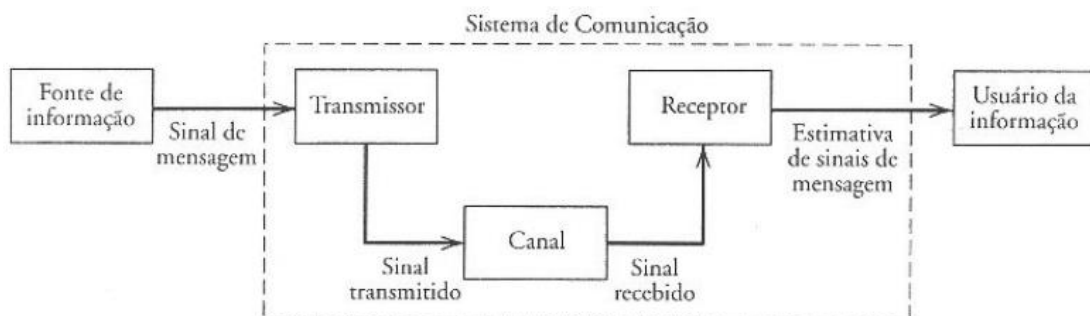 Sistema de Comunicação
Fonte de
informação
Sinal de
mensagem
Transmissor
Receptor
Estimativa
de sinais de
mensagem
Usuário da
informação
Canal
Sinal
transmitido
Sinal
recebido